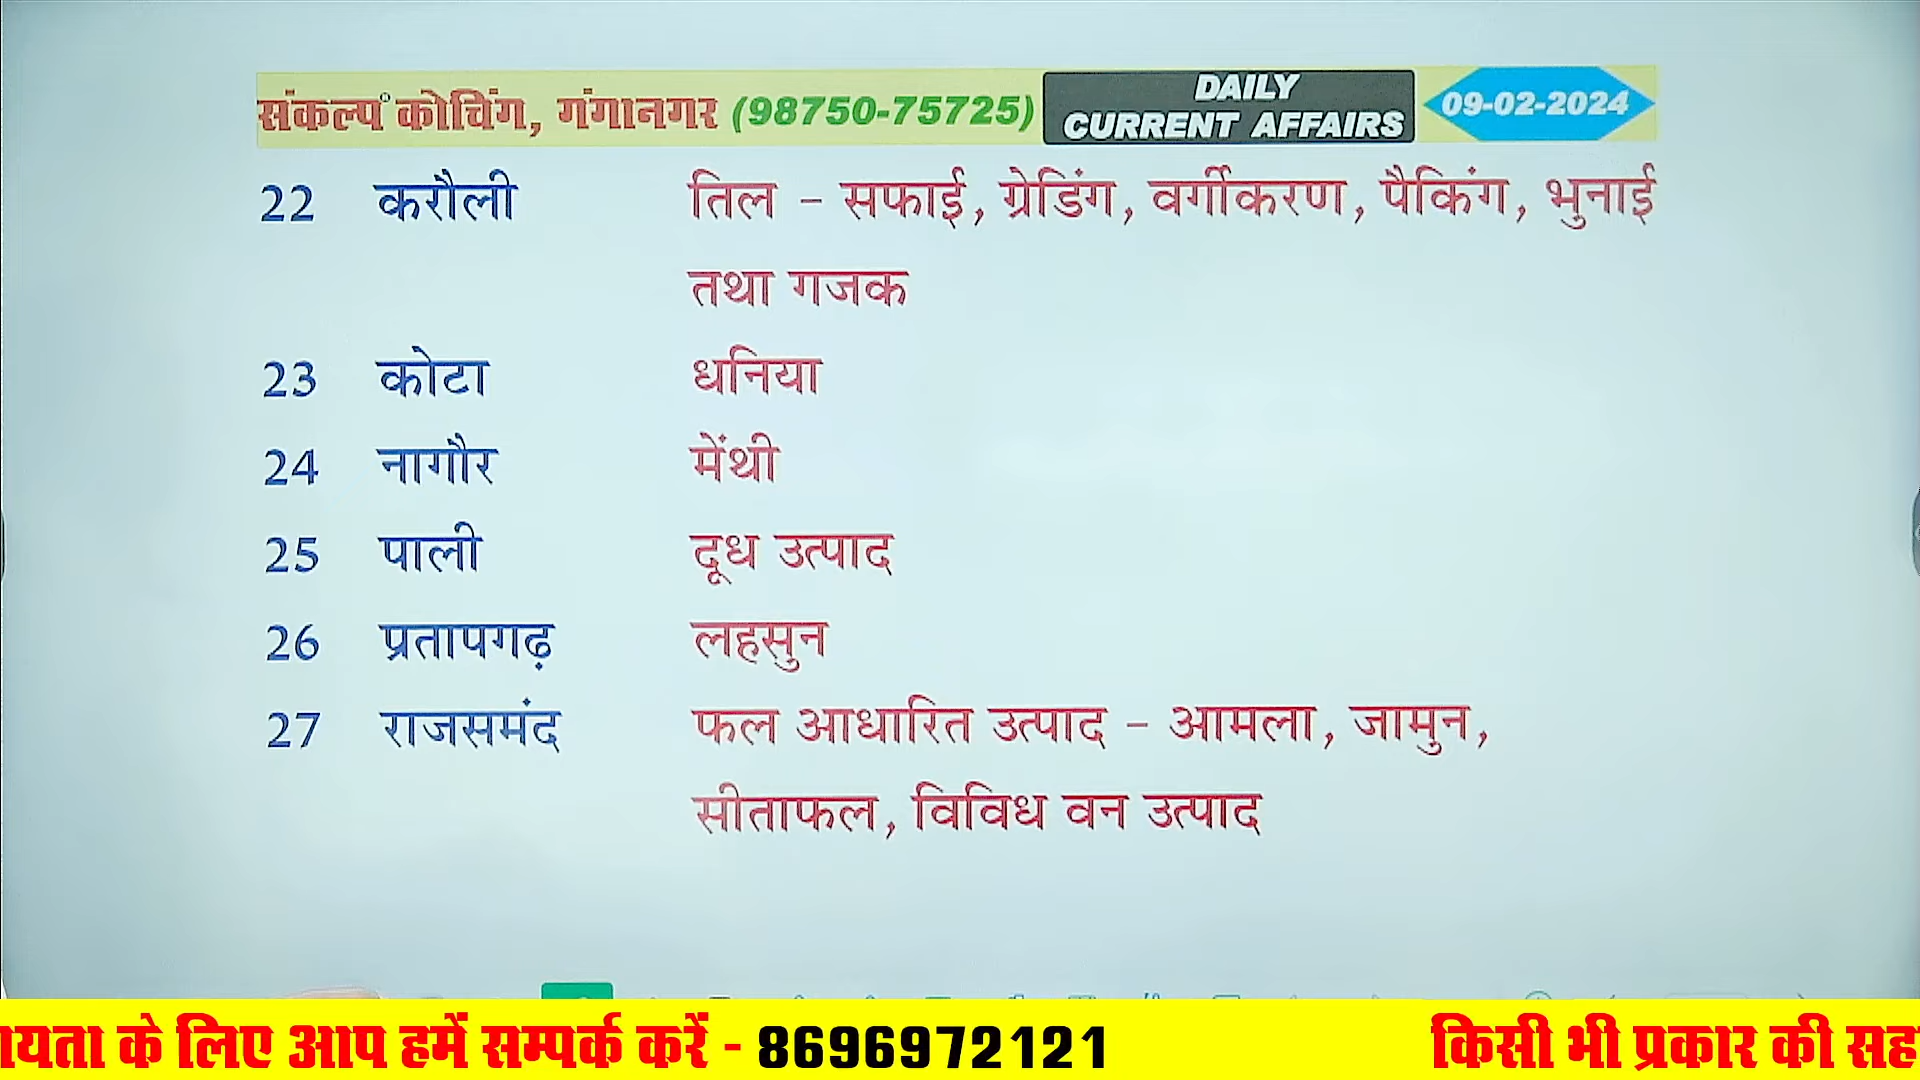 संकल्प कोचिंग, गंगानगर (98750-75725) DAILY CURRENT AFFAIRS 09-02-2024
22 करौली तिल - सफाई, ग्रेडिंग, वर्गीकरण, पैकिंग, भुनाई
तथा गजक
23 कोटा धनिया
24 नागौर मेंथी
25 पाली दूध उत्पाद
26 प्रतापगढ़ लहसुन
27 राजसमंद फल आधारित उत्पाद - आमला, जामुन,
सीताफल, विविध वन उत्पाद
ायता के लिए आप हमें सम्पर्क करें - 8696972121 किसी भी प्रकार की सह